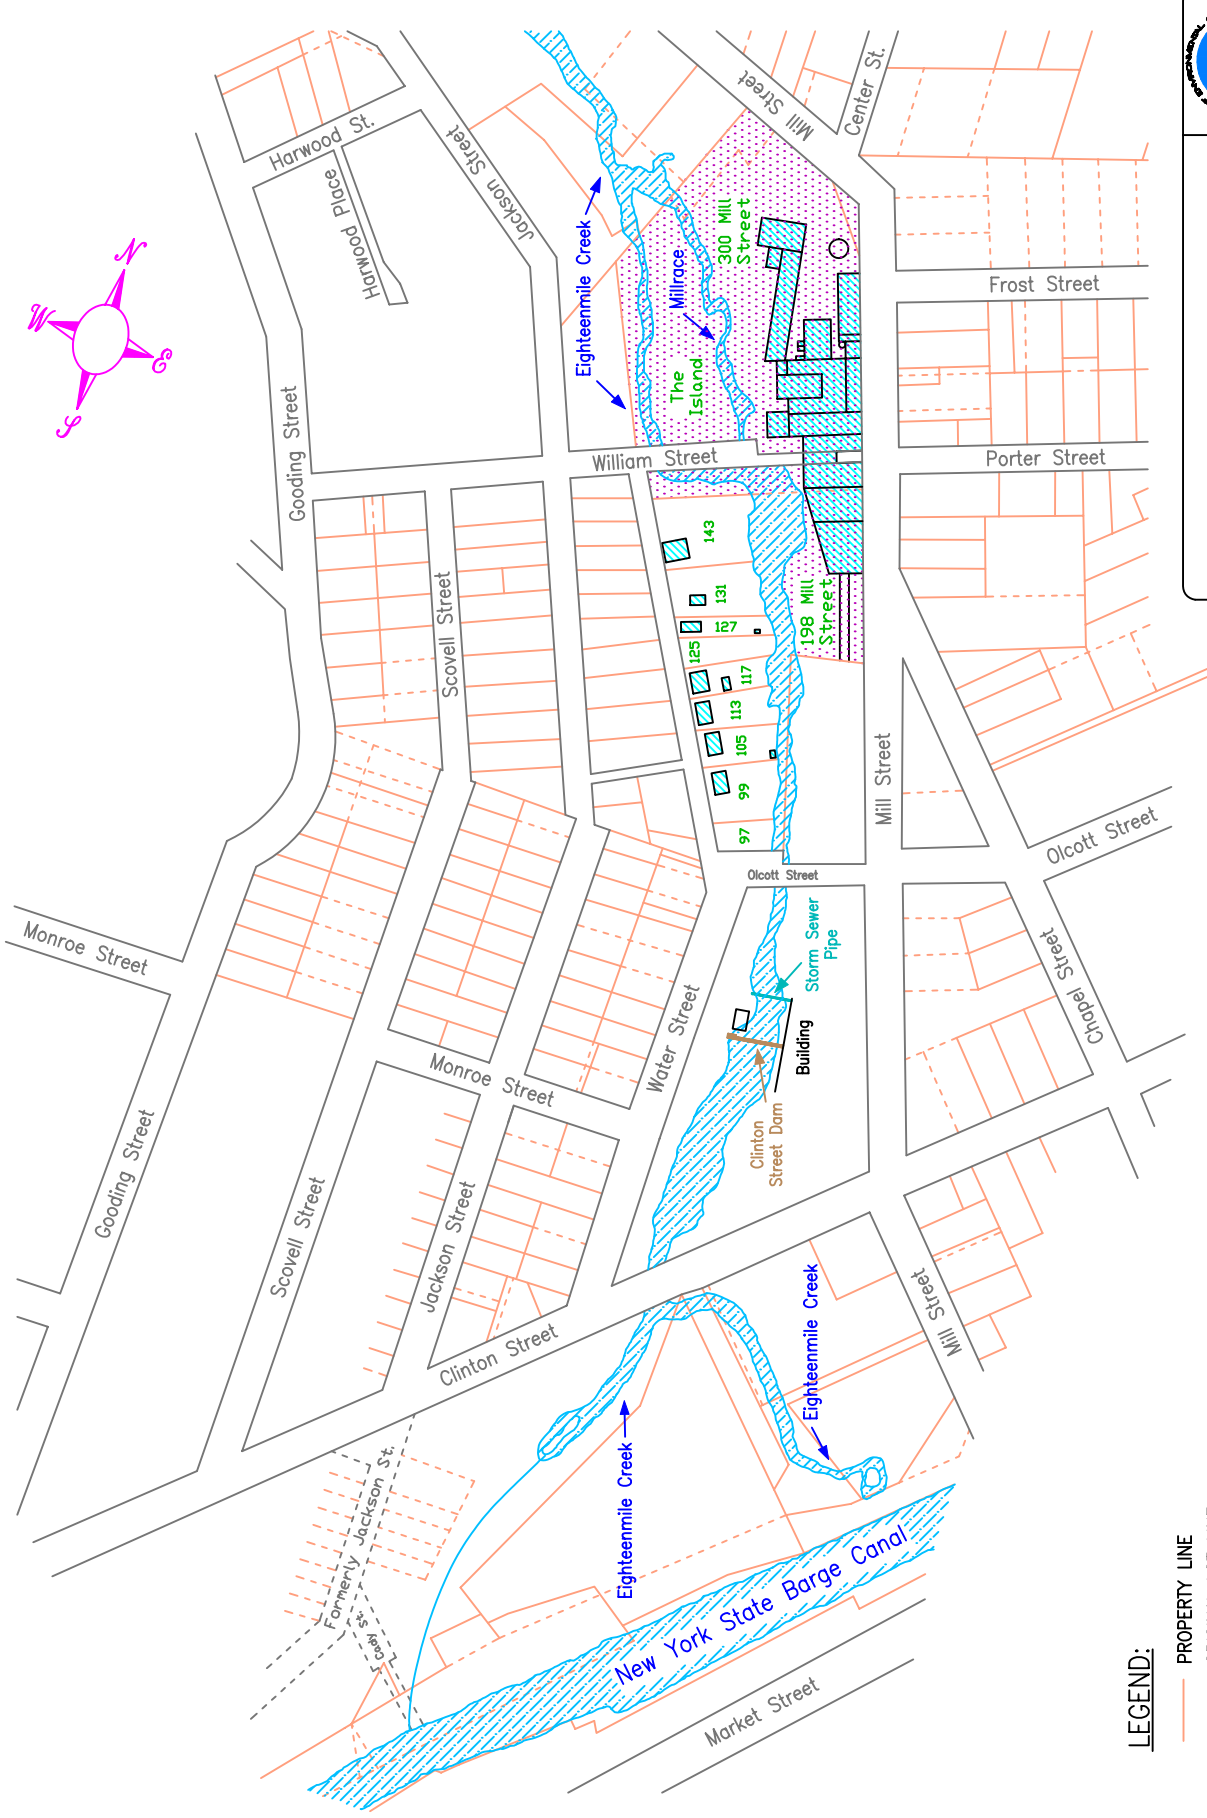 ENVIRONMENTAL
Harwood St.
Harwood Place
Jackson Street
Mill Street
Center St.
N
W
E
S
Eighteenmile Creek
Millrace
300 Mill
Street
The
Island
Frost Street
Gooding Street
William Street
Porter Street
Scovell Street
143
131
127
125
117
113
105
99
97
198 Mill
Street
Mill Street
Olcott Street
Olcott Street
Monroe Street
Storm Sewer
Pipe
Building
Clinton
Street Dam
Water Street
Chapel Street
Monroe Street
Gooding Street
Scovell Street
Jackson Street
Clinton Street
Mill Street
Eighteenmile Creek
Eighteenmile Creek
Formerly Jackson St.
Cady St.
New York State Barge Canal
Market Street
LEGEND:
PROPERTY LINE